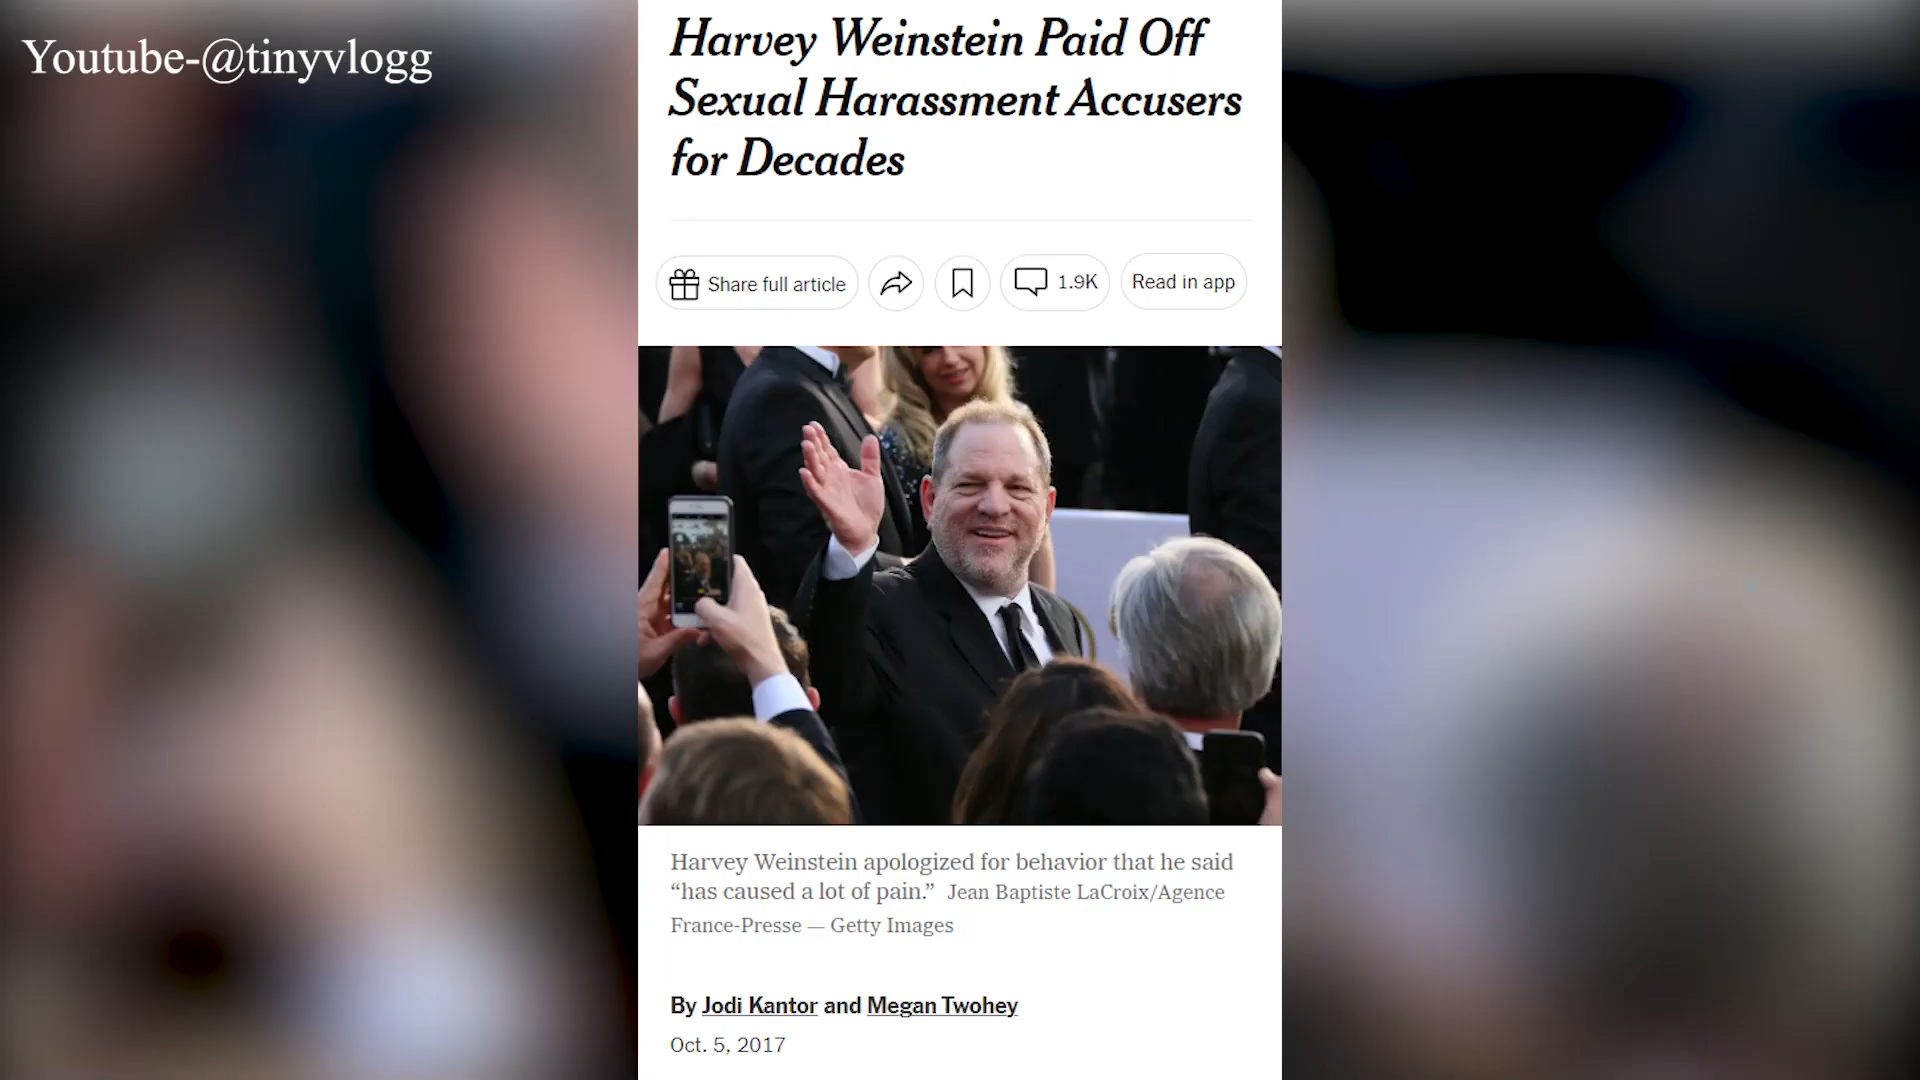 Youtube-@tinyvlogg
Harvey Weinstein Paid Off
Sexual Harassment Accusers
for Decades
Share full article
1.9K
Read in app
Harvey Weinstein apologized for behavior that he said
“has caused a lot of pain.” Jean Baptiste LaCroix/Agence
France-Presse — Getty Images
By Jodi Kantor and Megan Twohey
Oct. 5, 2017